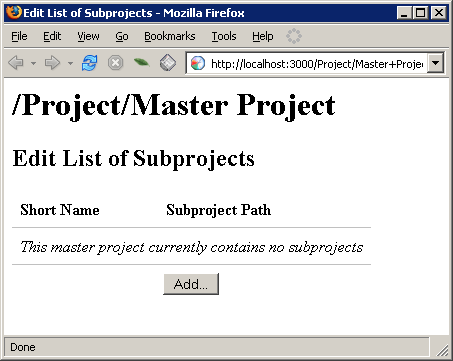 Edit List of Subprojects - Mozilla Firefox
File Edit View Go Bookmarks Tools Help
http://localhost:3000/Project/Master+Projec
/Project/Master Project
Edit List of Subprojects
Short Name Subproject Path
This master project currently contains no subprojects
Add...
Done